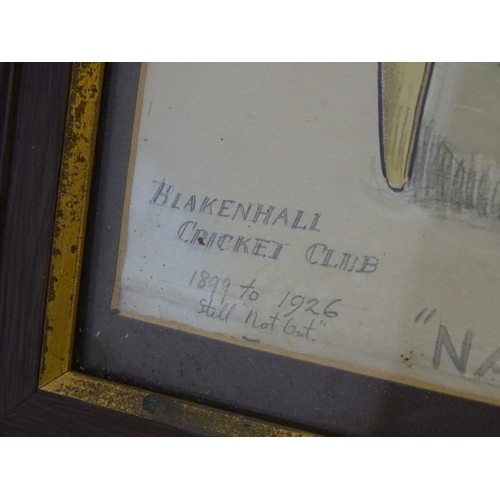 BLAKENHALL
CRICKET CLUB
1899 to 1926
Still "Not Out."
"NA